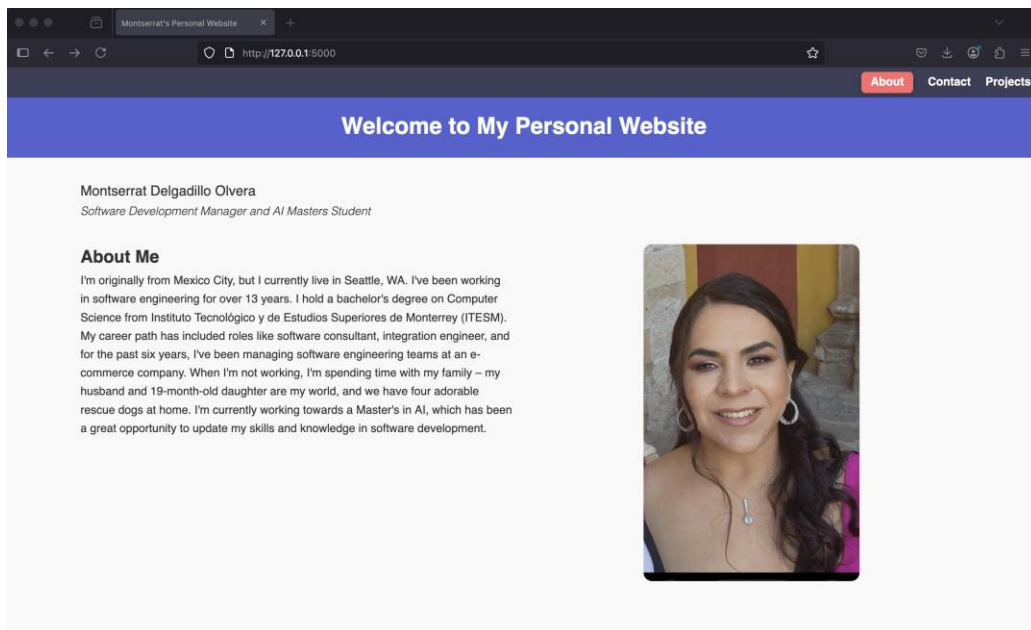 Montserrat's Personal Website
http://127.0.0.1:5000
About Contact Projects
Welcome to My Personal Website
Montserrat Delgadillo Olvera
Software Development Manager and AI Masters Student
About Me
I'm originally from Mexico City, but I currently live in Seattle, WA. I've been working
in software engineering for over 13 years. I hold a bachelor's degree on Computer
Science from Instituto Tecnológico y de Estudios Superiores de Monterrey (ITESM).
My career path has included roles like software consultant, integration engineer, and
for the past six years, I've been managing software engineering teams at an e-
commerce company. When I'm not working, I'm spending time with my family – my
husband and 19-month-old daughter are my world, and we have four adorable
rescue dogs at home. I'm currently working towards a Master's in AI, which has been
a great opportunity to update my skills and knowledge in software development.